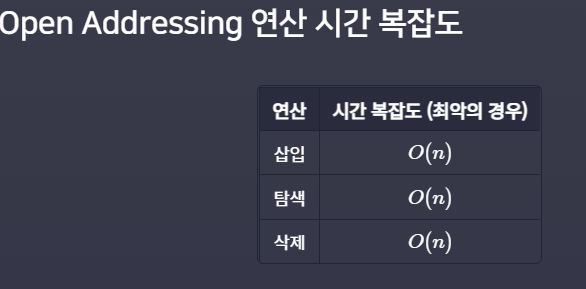 Open Addressing 연산 시간 복잡도
연산 시간 복잡도 (최악의 경우)
삽입 O(n)
탐색 O(n)
삭제 O(n)